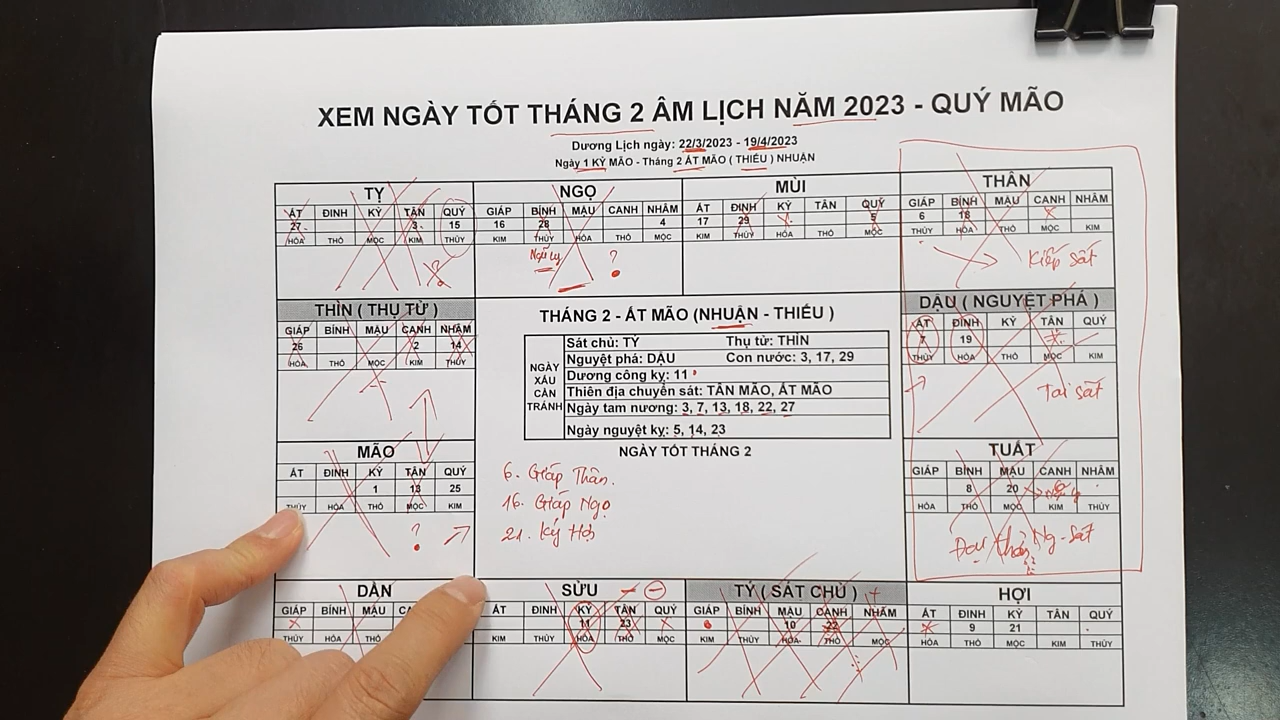 XEM NGÀY TỐT THÁNG 2 ÂM LỊCH NĂM 2023 - QUÝ MÃO
Dương Lịch ngày: 22/3/2023 - 19/4/2023
Ngày 1 KỶ MÃO - Tháng 2 ẤT MÃO ( THIẾU ) NHUẬN
TỴ
ẤT ĐINH KỶ TÂN QUÝ
27 3 15
HỎA THỔ MỘC KIM THỦY
NGỌ
GIÁP BÍNH MẬU CANH NHÂM
16 28 4
KIM THỦY HỎA THỔ MỘC
Ngũ Ly
?
MÙI
ẤT ĐINH KỶ TÂN QUÝ
17 29 5
KIM THỦY HỎA THỔ MỘC
THÂN
GIÁP BÍNH MẬU CANH NHÂM
6 18
THỦY HỎA THỔ MỘC KIM
Kiếp sát
THÌN ( THỤ TỬ )
GIÁP BÍNH MẬU CANH NHÂM
26 2 14
HỎA THỔ MỘC KIM THỦY
THÁNG 2 - ẤT MÃO (NHUẬN - THIẾU )
NGÀY XẤU CẦN TRÁNH
Sát chủ: TÝ Thụ tử: THÌN
Nguyệt phá: DẬU Con nước: 3, 17, 29
Dương công kỵ: 11
Thiên địa chuyển sát: TÂN MÃO, ẤT MÃO
Ngày tam nương: 3, 7, 13, 18, 22, 27
Ngày nguyệt kỵ: 5, 14, 23
NGÀY TỐT THÁNG 2
6. Giáp Thân.
16. Giáp Ngọ
21. Kỷ Hợi
DẬU ( NGUYỆT PHÁ )
ẤT ĐINH KỶ TÂN QUÝ
7 19
THỦY HỎA THỔ MỘC KIM
Tai sát
MÃO
ẤT ĐINH KỶ TÂN QUÝ
1 13 25
THỦY HỎA THỔ MỘC KIM
?
TUẤT
GIÁP BÍNH MẬU CANH NHÂM
8 20
HỎA THỔ MỘC KIM THỦY
DẦN
GIÁP BÍNH MẬU
THỦY HỎA THỔ
SỬU
ẤT ĐINH KỶ TÂN QUÝ
11 23
KIM THỦY HỎA THỔ MỘC
TÝ ( SÁT CHỦ )
GIÁP BÍNH MẬU CANH NHÂM
10 22
KIM THỦY HỎA THỔ MỘC
HỢI
ẤT ĐINH KỶ TÂN QUÝ
9 21
HỎA THỔ MỘC KIM THỦY